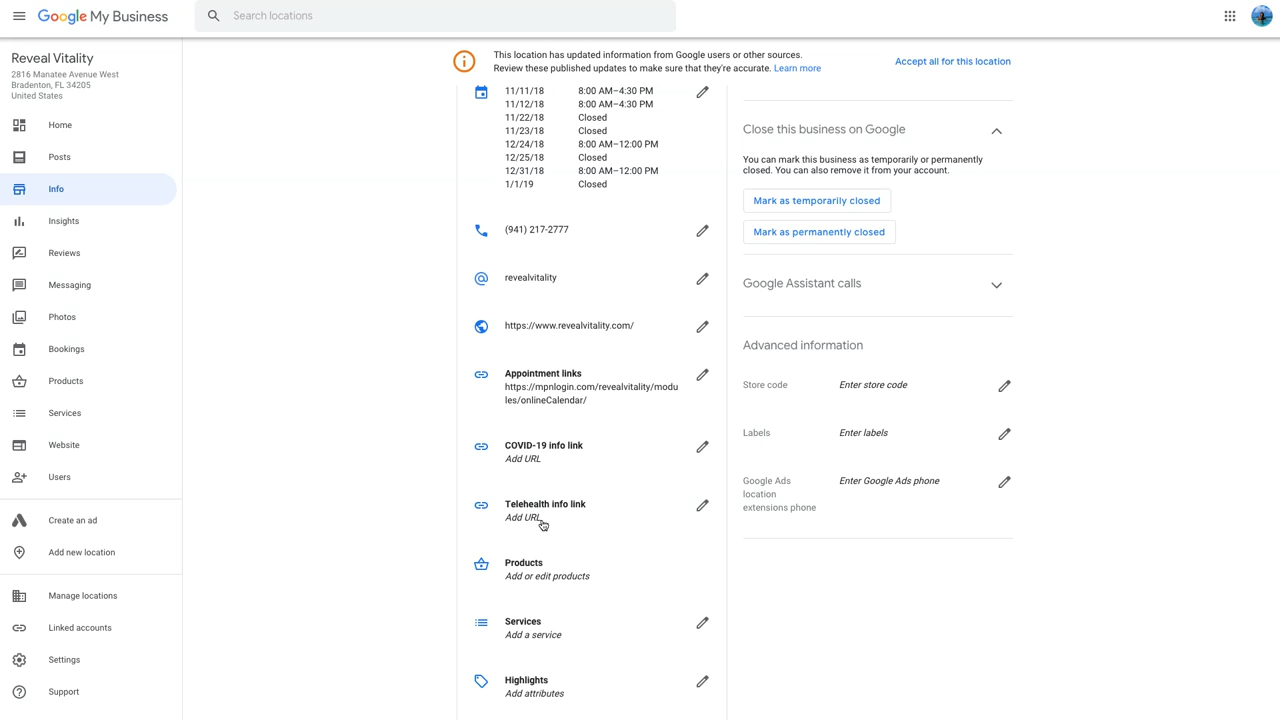 Google My Business
Search locations
Reveal Vitality
2816 Manatee Avenue West
Bradenton, FL 34205
United States
Home
Posts
Info
Insights
Reviews
Messaging
Photos
Bookings
Products
Services
Website
Users
Create an ad
Add new location
Manage locations
Linked accounts
Settings
Support
This location has updated information from Google users or other sources.
Review these published updates to make sure that they're accurate. Learn more
Accept all for this location
11/11/18 8:00 AM–4:30 PM
11/12/18 8:00 AM–4:30 PM
11/22/18 Closed
11/23/18 Closed
12/24/18 8:00 AM–12:00 PM
12/25/18 Closed
12/31/18 8:00 AM–12:00 PM
1/1/19 Closed
(941) 217-2777
revealvitality
https://www.revealvitality.com/
Appointment links
https://mpnlogin.com/revealvitality/modu
les/onlineCalendar/
COVID-19 info link
Add URL
Telehealth info link
Add URL
Products
Add or edit products
Services
Add a service
Highlights
Add attributes
Close this business on Google
You can mark this business as temporarily or permanently
closed. You can also remove it from your account.
Mark as temporarily closed
Mark as permanently closed
Google Assistant calls
Advanced information
Store code Enter store code
Labels Enter labels
Google Ads Enter Google Ads phone
location
extensions phone